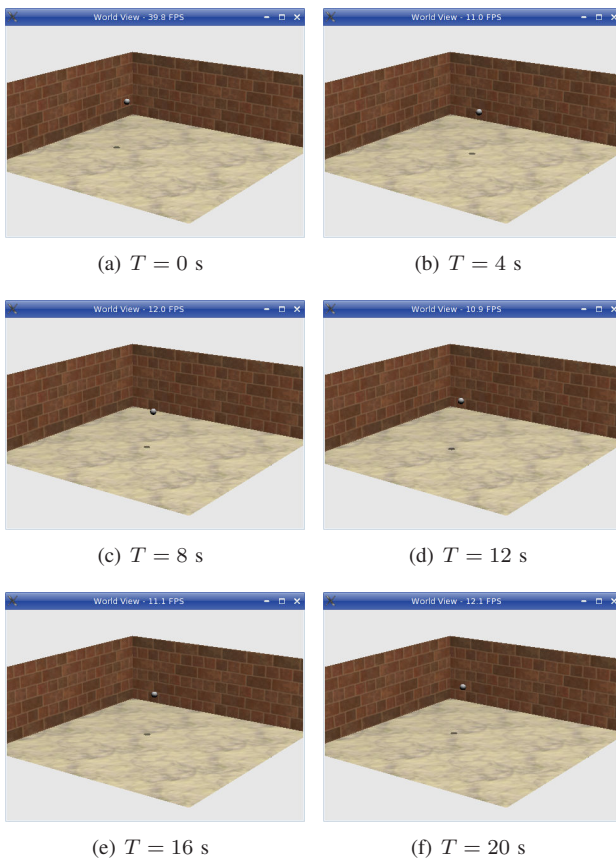 World View - 39.8 FPS
World View - 11.0 FPS
(a) T = 0 s
(b) T = 4 s
World View - 12.0 FPS
World View - 10.9 FPS
(c) T = 8 s
(d) T = 12 s
World View - 11.1 FPS
World View - 12.1 FPS
(e) T = 16 s
(f) T = 20 s